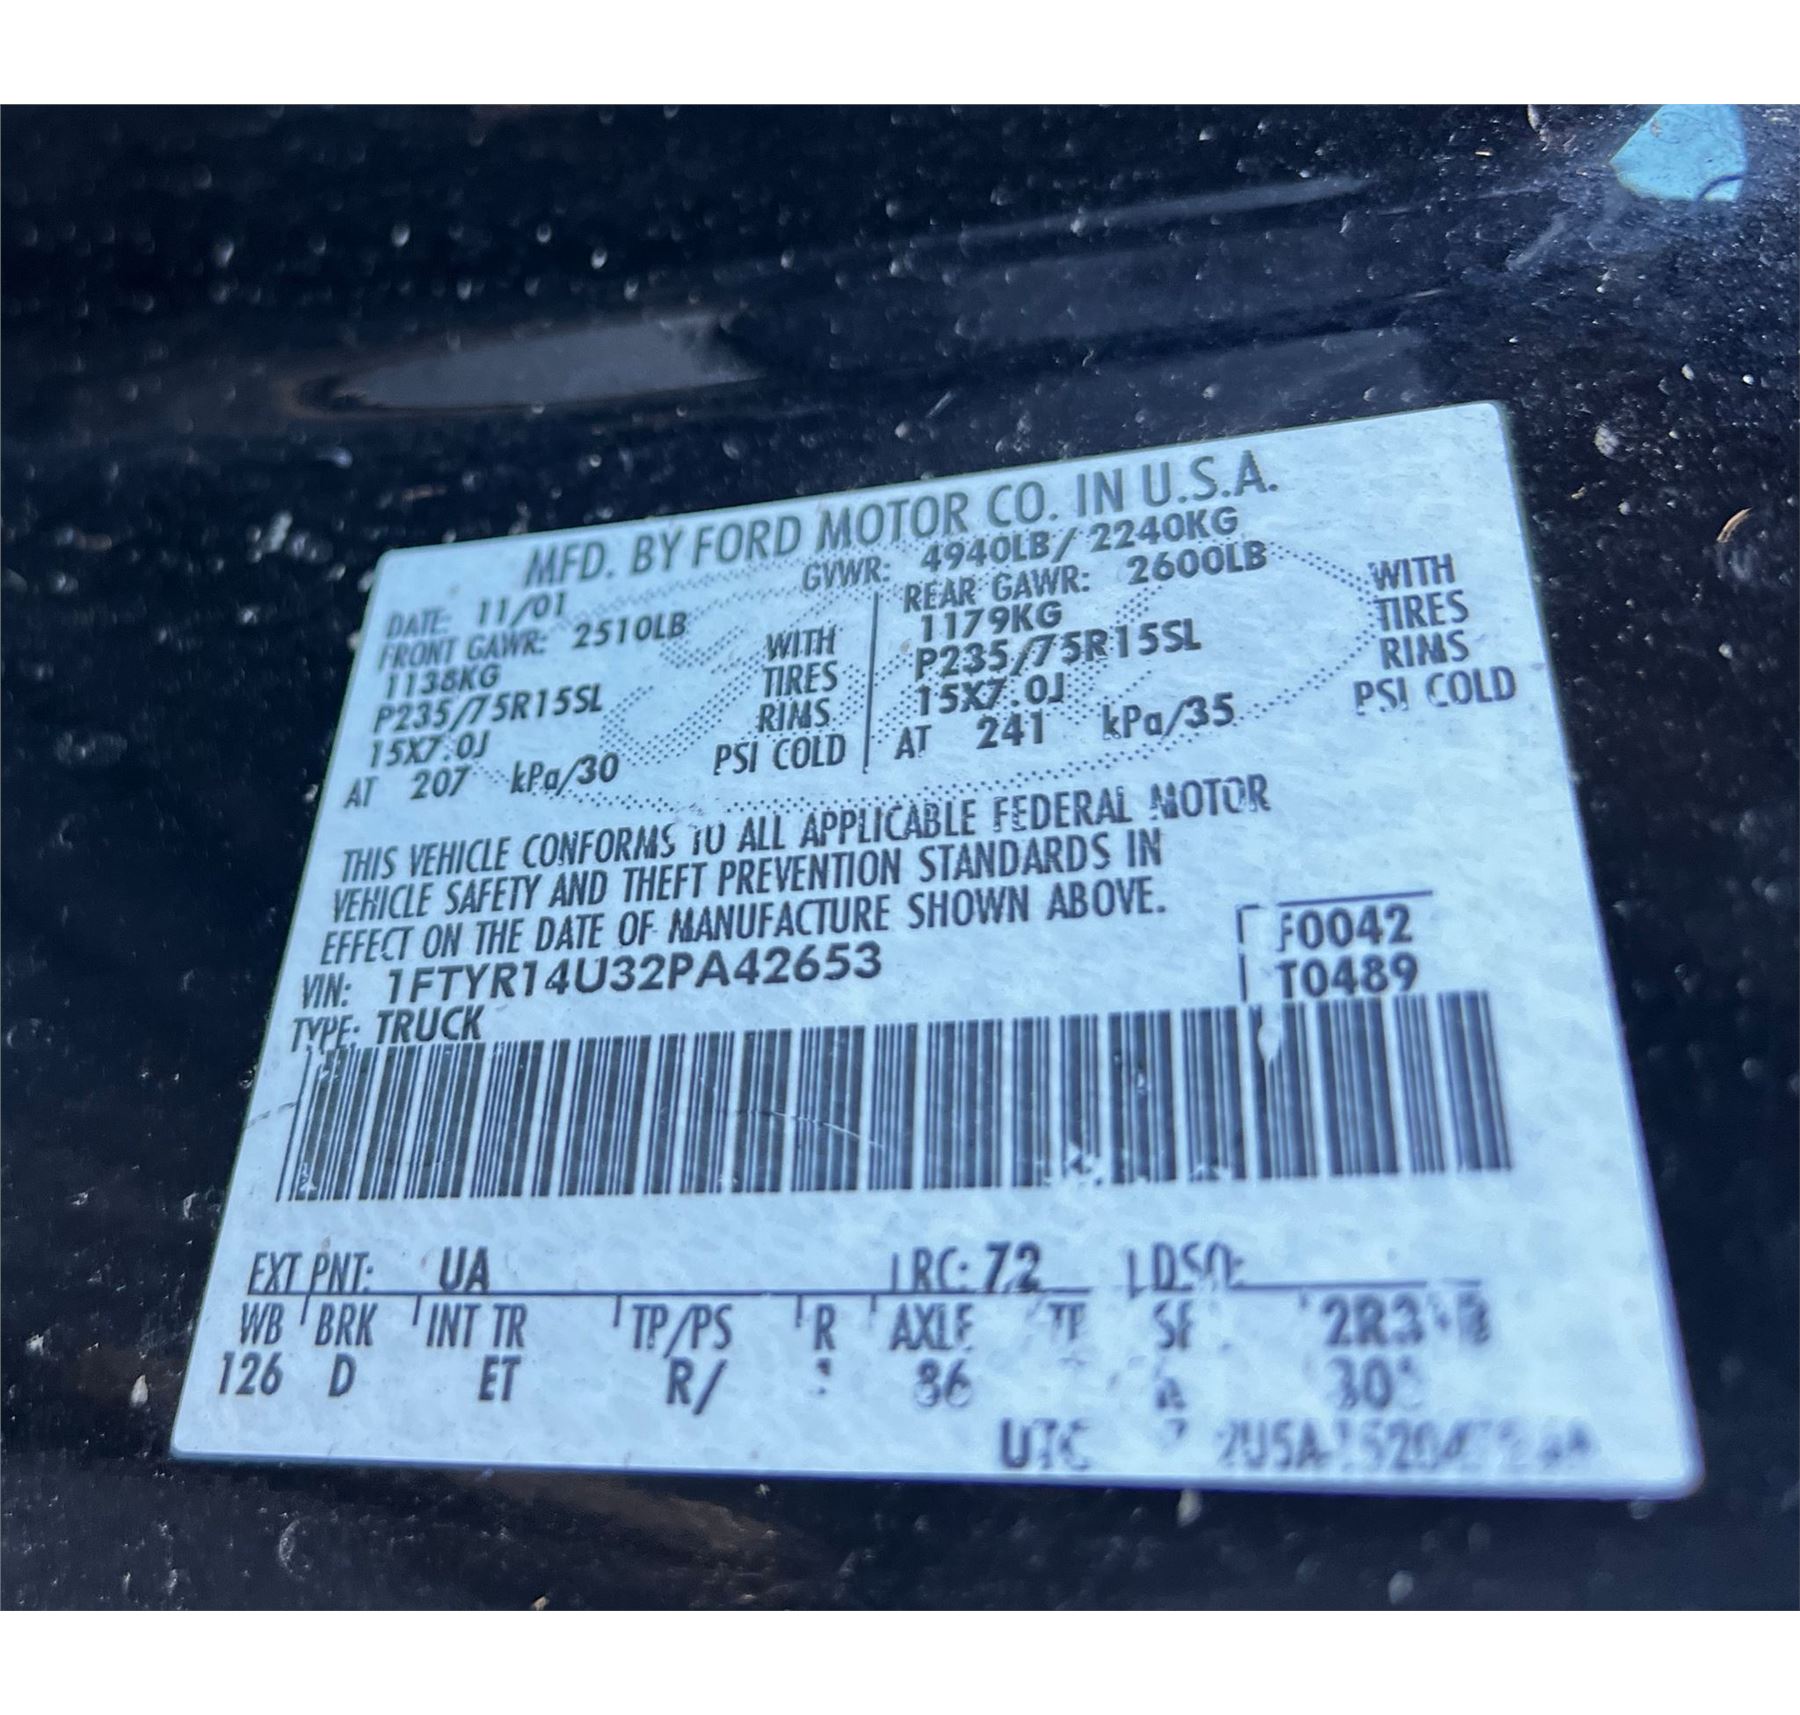 MFD. BY FORD MOTOR CO. IN U.S.A.
DATE: 11/01 GVWR: 4940LB/ 2240KG
FRONT GAWR: 2510LB REAR GAWR: 2600LB
1138KG WITH 1179KG WITH
P235/75R15SL TIRES P235/75R15SL TIRES
15X7.0J RIMS 15X7.0J RIMS
AT 207 kPa/30 PSI COLD AT 241 kPa/35 PSI COLD
THIS VEHICLE CONFORMS TO ALL APPLICABLE FEDERAL MOTOR
VEHICLE SAFETY AND THEFT PREVENTION STANDARDS IN
EFFECT ON THE DATE OF MANUFACTURE SHOWN ABOVE.
VIN: 1FTYR14U32PA42653 F0042
TYPE: TRUCK T0489
EXT PNT: UA RC: 72 DSO:
WB BRK INT TR TP/PS R AXLE
126 D ET R/
UTC